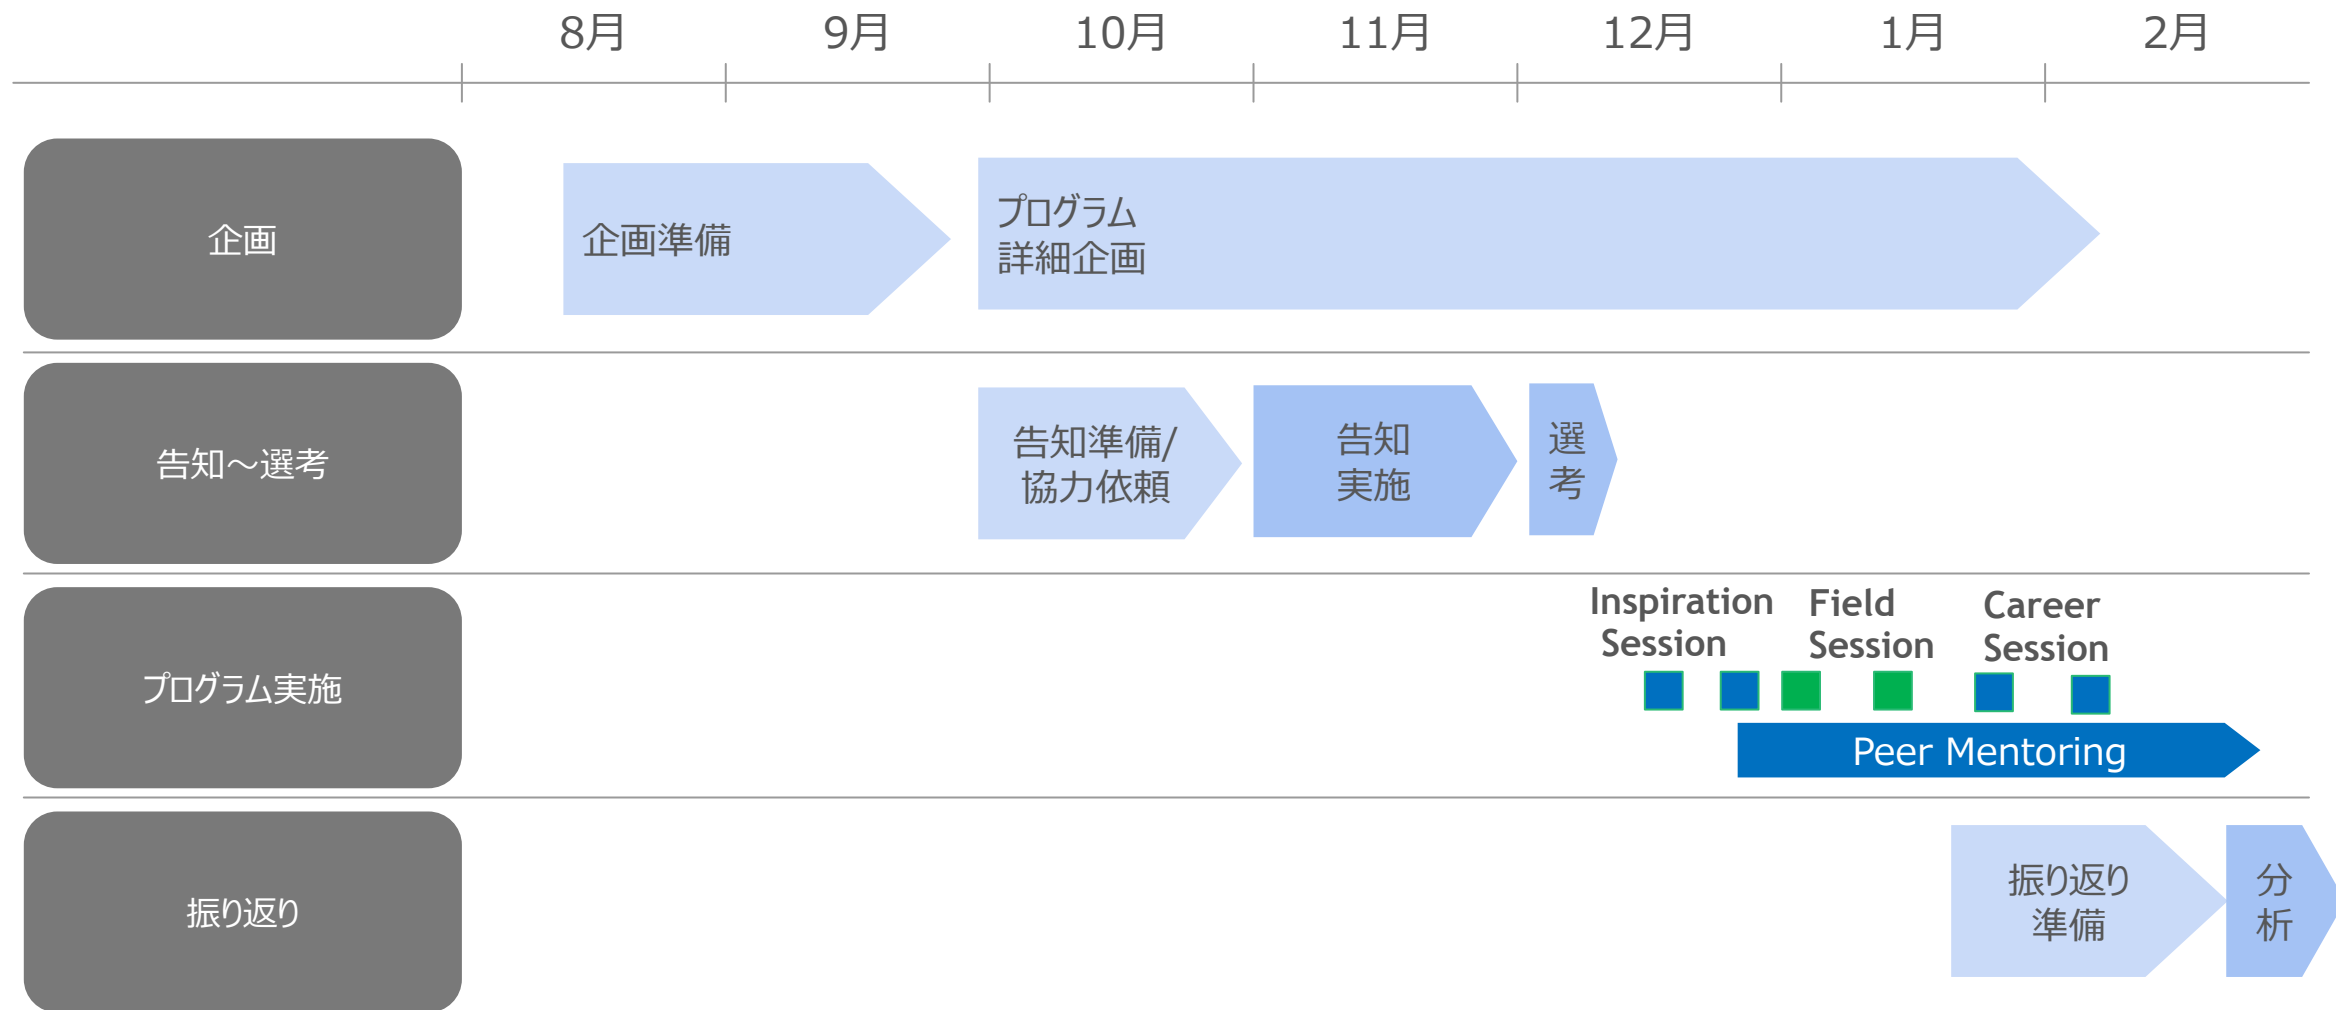 8月 9月 10月 11月 12月 1月 2月
企画
企画準備
プログラム
詳細企画
告知～選考
告知準備/
協力依頼
告知
実施
選
考
プログラム実施
Inspiration
Session
Field
Session
Career
Session
Peer Mentoring
振り返り
振り返り
準備
分
析